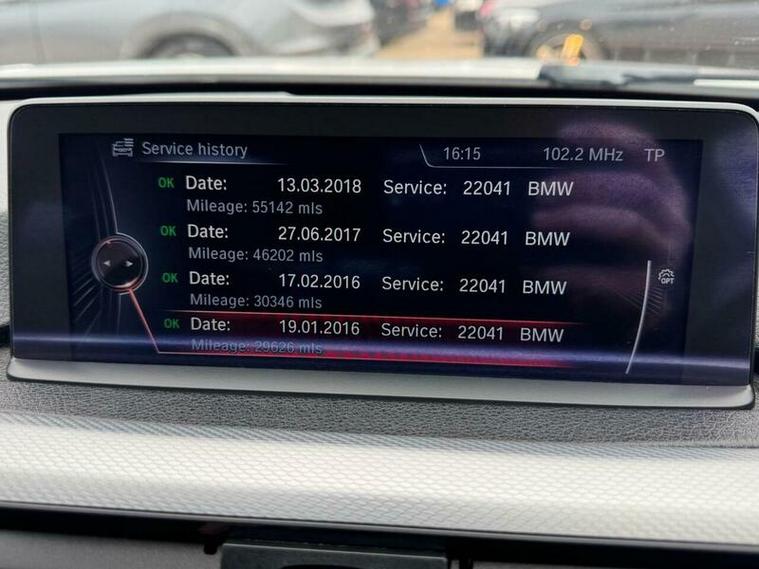 Service history 16:15 102.2 MHz TP
OK Date: 13.03.2018 Service: 22041 BMW
Mileage: 55142 mls
OK Date: 27.06.2017 Service: 22041 BMW
Mileage: 46202 mls
OK Date: 17.02.2016 Service: 22041 BMW
Mileage: 30346 mls
OPT
OK Date: 19.01.2016 Service: 22041 BMW
Mileage: 29626 mls